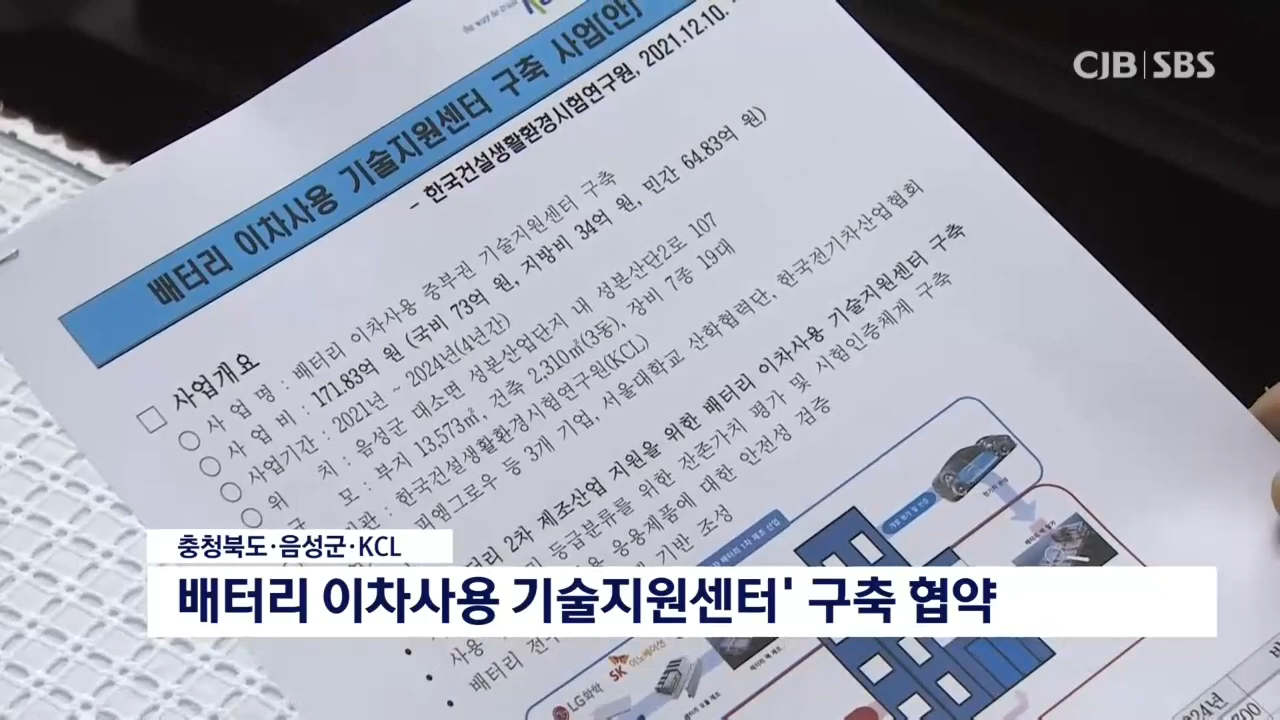 the way to trust
CJB SBS
배터리 이차사용 기술지원센터 구축 사업(안)
- 한국건설생활환경시험연구원, 2021.12.10.
□ 사업개요
○ 사 업 명 : 배터리 이차사용 중부권 기술지원센터 구축
○ 사 업 비 : 171.83억 원 (국비 73억 원, 지방비 34억 원, 민간 64.83억 원)
○ 사업기간 : 2021년 ~ 2024년(4년간)
○ 위 치 : 음성군 대소면 성본산업단지 내 성본산단2로 107
모 : 부지 13,573㎡, 건축 2,310㎡(3동), 장비 7종 19대
기관 : 한국건설생활환경시험연구원(KCL)
피엠그로우 등 3개 기업, 서울대학교 산학협력단, 한국전기차산업협회
배터리 2차 제조산업 지원을 위한 배터리 이차사용 기술지원센터 구축
등급분류를 위한 잔존가치 평가 및 시험인증체계 구축
응용제품에 대한 안전성 검증
기반 조성
• 사용
• 배터리 전
충청북도·음성군·KCL
배터리 이차사용 기술지원센터' 구축 협약
LG화학
SK 이노베이션